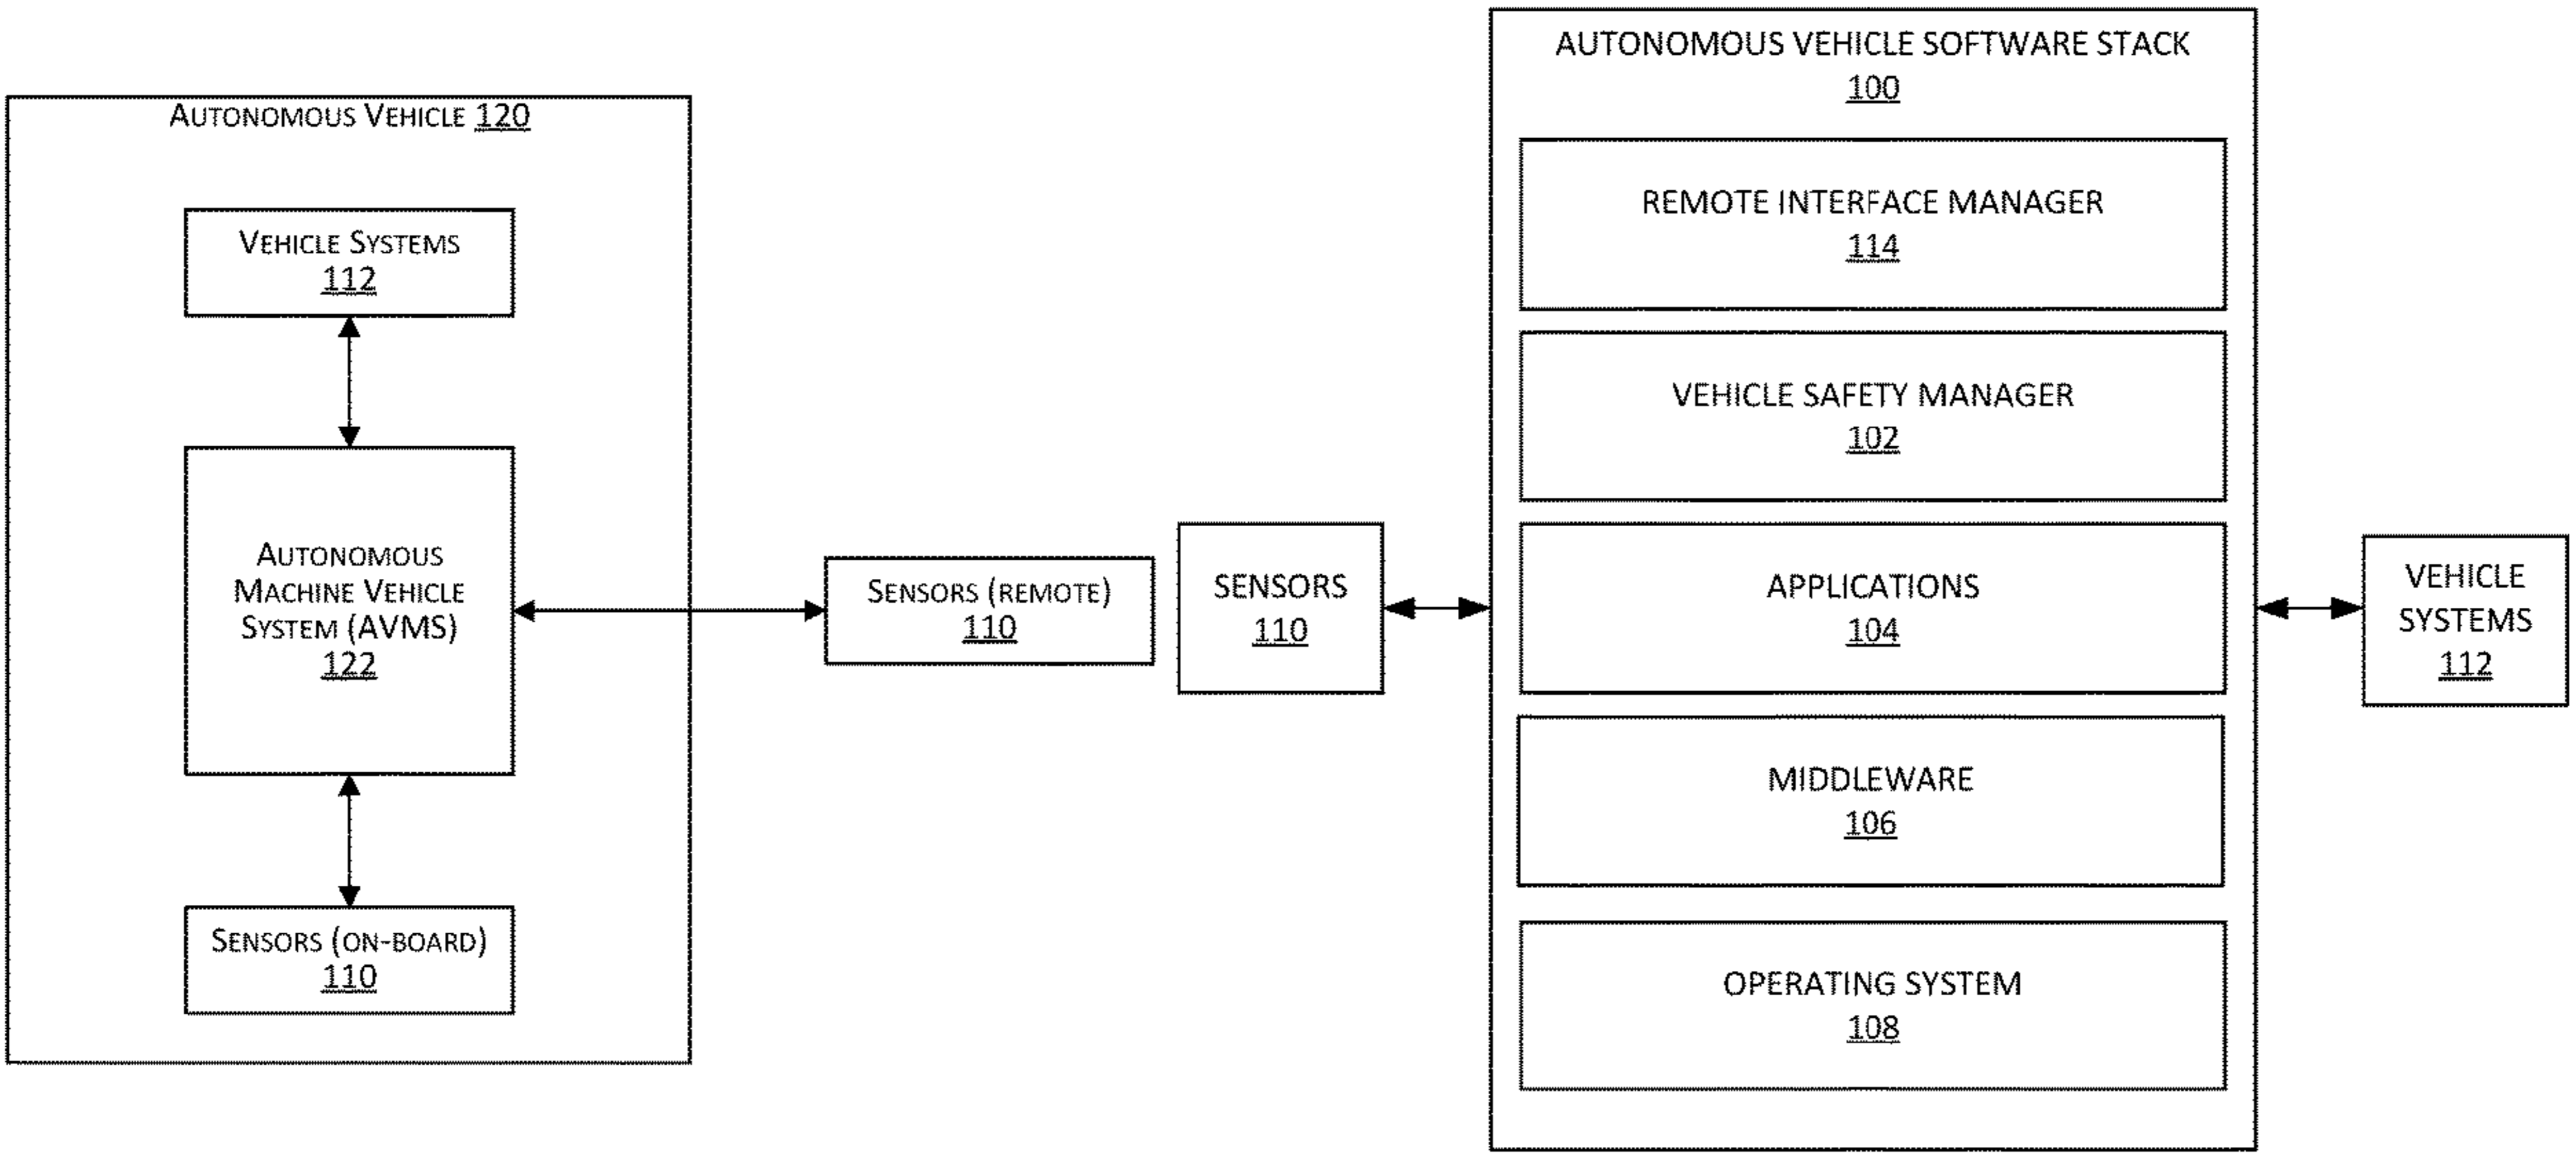 AUTONOMOUS VEHICLE 120
VEHICLE SYSTEMS
112
AUTONOMOUS
MACHINE VEHICLE
SYSTEM (AVMS)
122
SENSORS (ON-BOARD)
110
SENSORS (REMOTE)
110
SENSORS
110
AUTONOMOUS VEHICLE SOFTWARE STACK
100
REMOTE INTERFACE MANAGER
114
VEHICLE SAFETY MANAGER
102
APPLICATIONS
104
MIDDLEWARE
106
OPERATING SYSTEM
108
VEHICLE
SYSTEMS
112